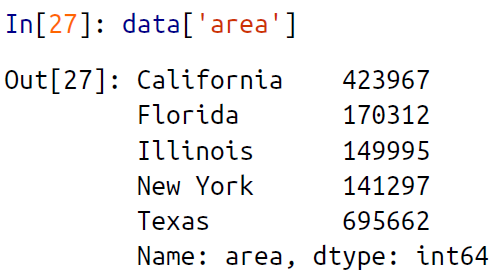 In[27]: data['area']
Out[27]: California    423967
         Florida       170312
         Illinois      149995
         New York      141297
         Texas         695662
         Name: area, dtype: int64